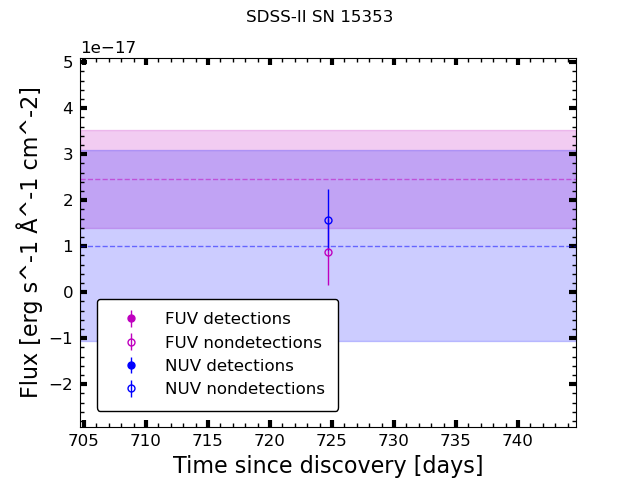 SDSS-II SN 15353
1e−17
5
4
3
2
1
0
−1
−2
Flux [erg s^-1 Å^-1 cm^-2]
FUV detections
FUV nondetections
NUV detections
NUV nondetections
705 710 715 720 725 730 735 740
Time since discovery [days]